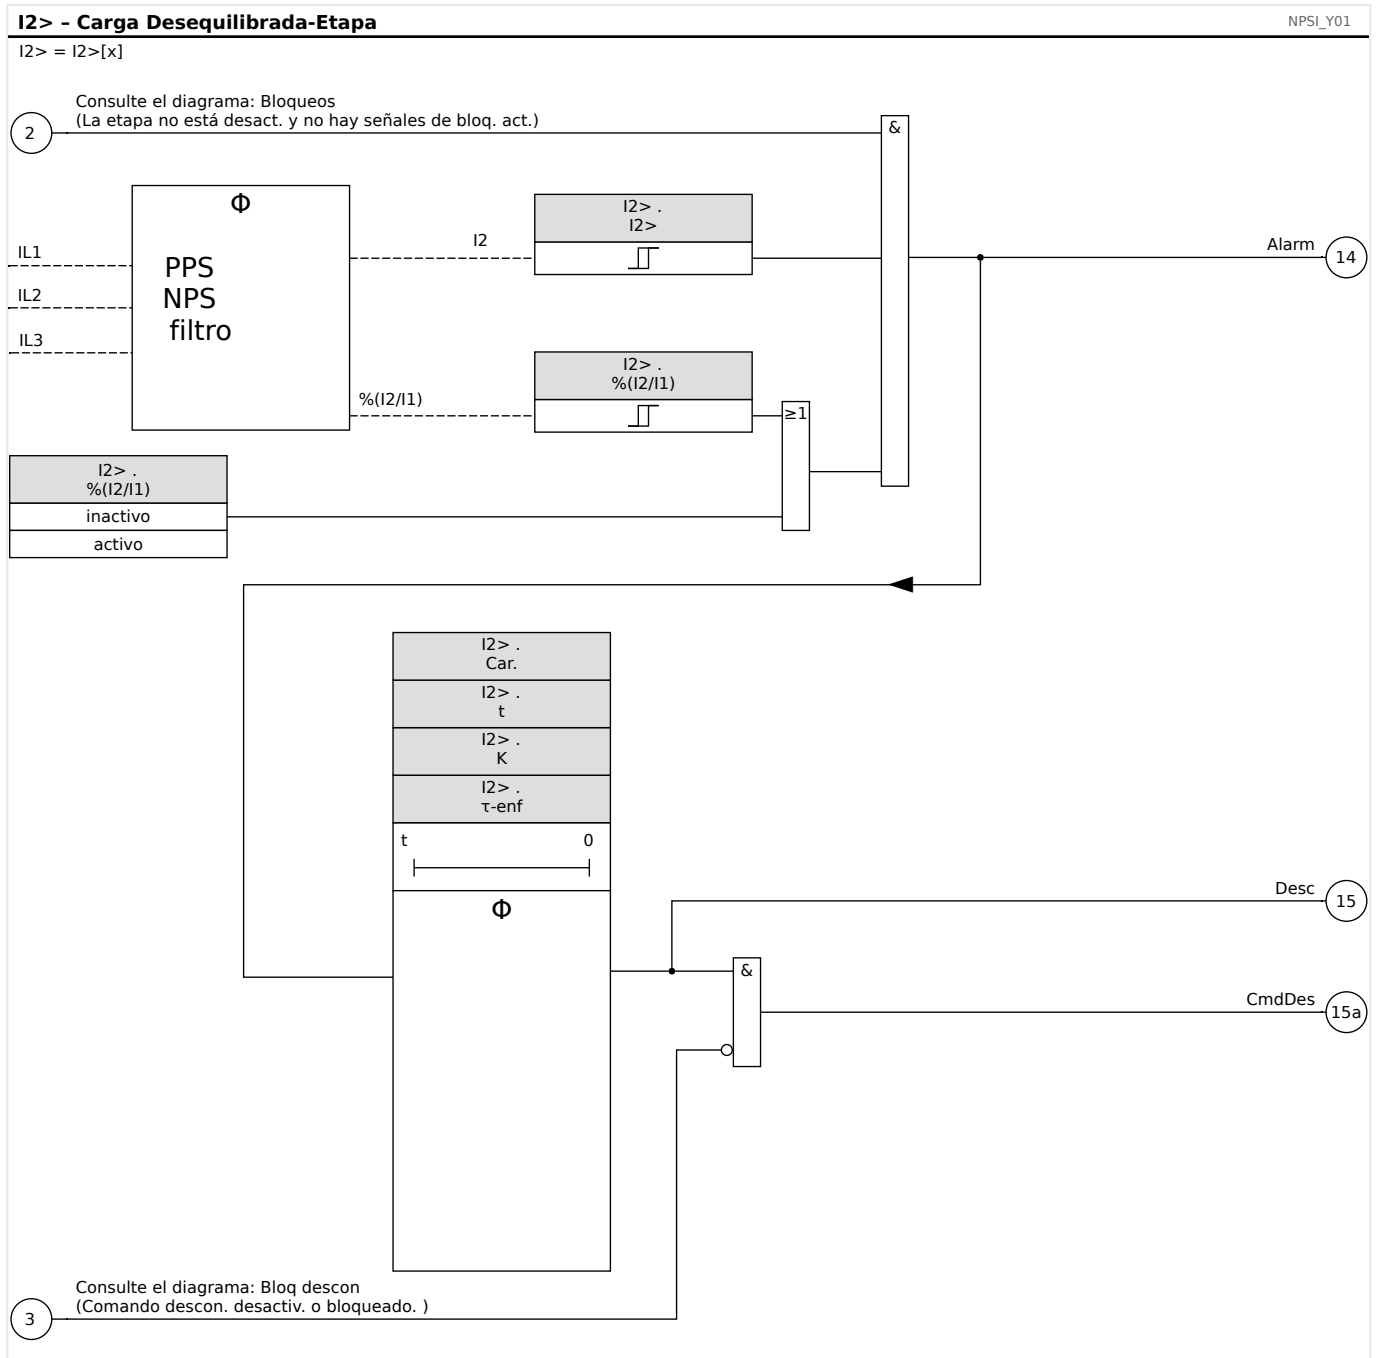 I2> – Carga Desequilibrada-Etapa
NPSI_Y01
I2> = I2>[x]
Consulte el diagrama: Bloqueos
(La etapa no está desact. y no hay señales de bloq. act.)
2
&
Φ
PPS
NPS
filtro
IL1
IL2
IL3
I2
I2> .
I2>
Alarm
14
%(I2/I1)
I2> .
%(I2/I1)
≥1
I2> .
%(I2/I1)
inactivo
activo
I2> .
Car.
I2> .
t
I2> .
K
I2> .
τ-enf
t 0
Φ
Desc
15
&
CmdDes
15a
Consulte el diagrama: Bloq descon
(Comando descon. desactiv. o bloqueado. )
3